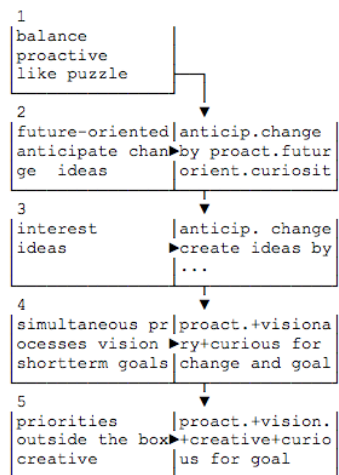 1
balance
proactive
like puzzle
2
future-oriented anticip.change
anticipate chan►by proact.futur
ge ideas orient.curiosit
3
interest anticip. change
ideas ►create ideas by
...
4
simultaneous pr proact.+visiona
ocesses vision ►ry+curious for
shortterm goals change and goal
5
priorities proact.+vision.
outside the box►+creative+curio
creative us for goal